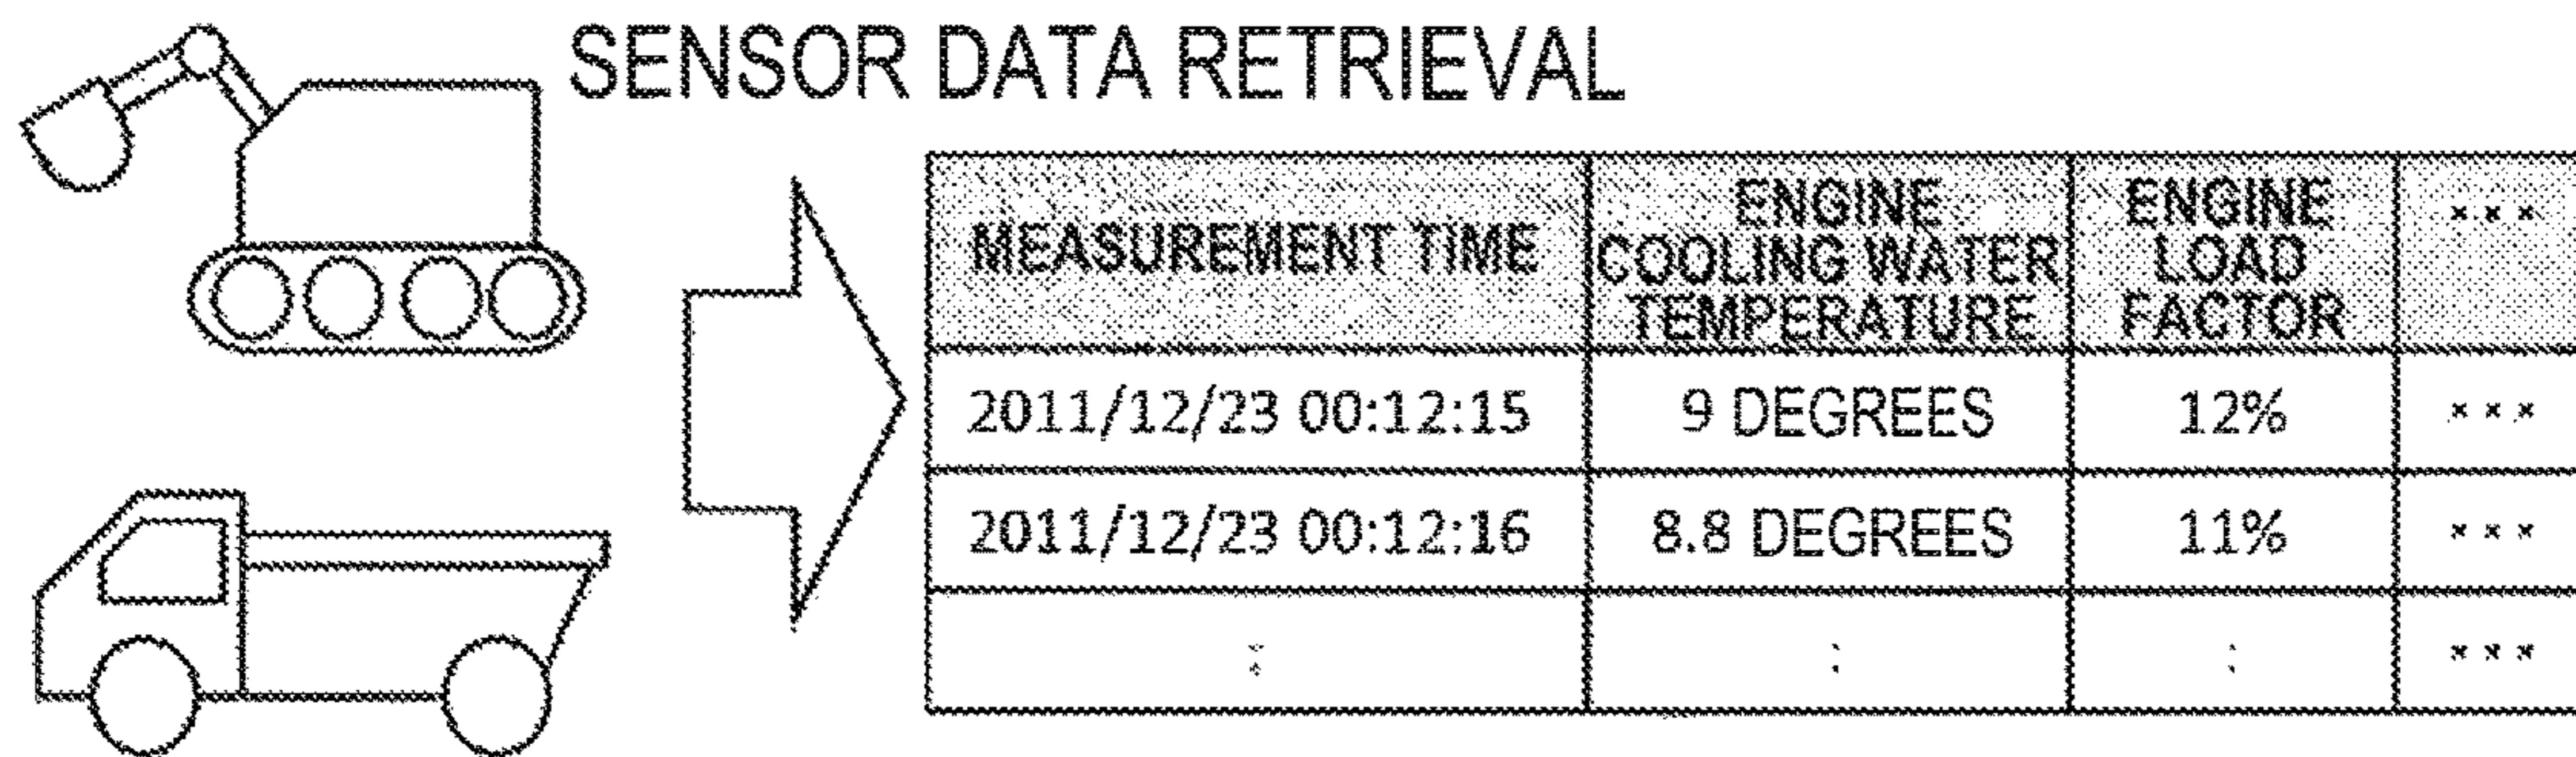 SENSOR DATA RETRIEVAL
MEASUREMENT TIME
ENGINE
COOLING WATER
TEMPERATURE
ENGINE
LOAD
FACTOR
2011/12/23 00:12:15
9 DEGREES
12%
2011/12/23 00:12:16
8.8 DEGREES
11%